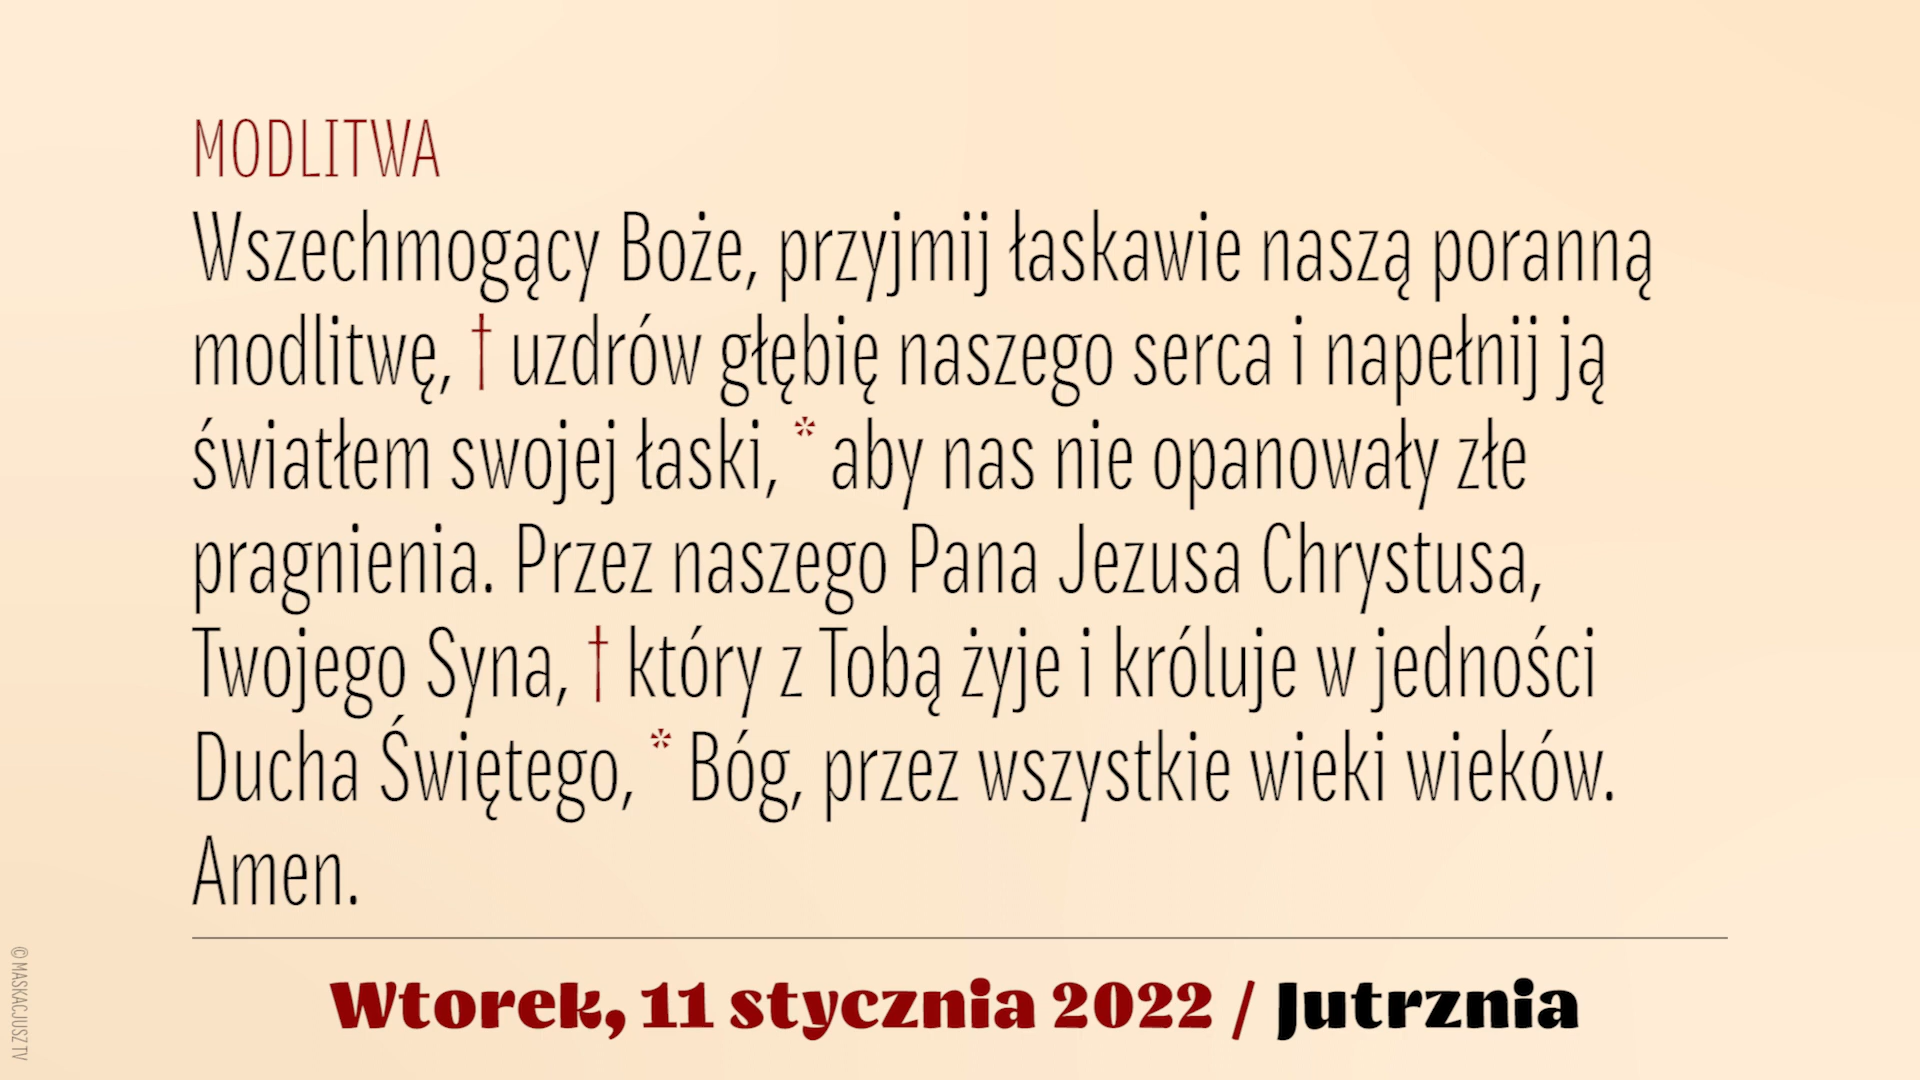 MODLITWA
Wszechmogący Boże, przyjmij łaskawie naszą poranną
modlitwę, † uzdrów głębię naszego serca i napełnij ją
światłem swojej łaski, * aby nas nie opanowały złe
pragnienia. Przez naszego Pana Jezusa Chrystusa,
Twojego Syna, † który z Tobą żyje i króluje w jedności
Ducha Świętego, * Bóg, przez wszystkie wieki wieków.
Amen.
Wtorek, 11 stycznia 2022 / Jutrznia
© MASKACJUSZ TV